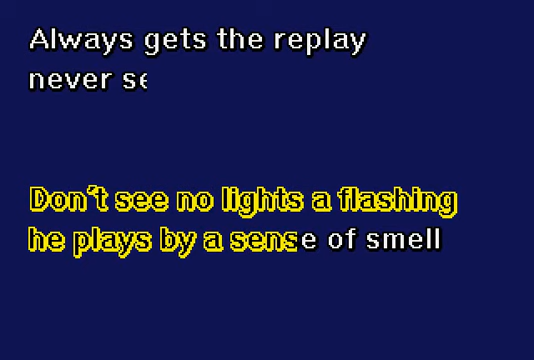 Always gets the replay
never se
Don't see no lights a flashing
he plays by a sense of smell